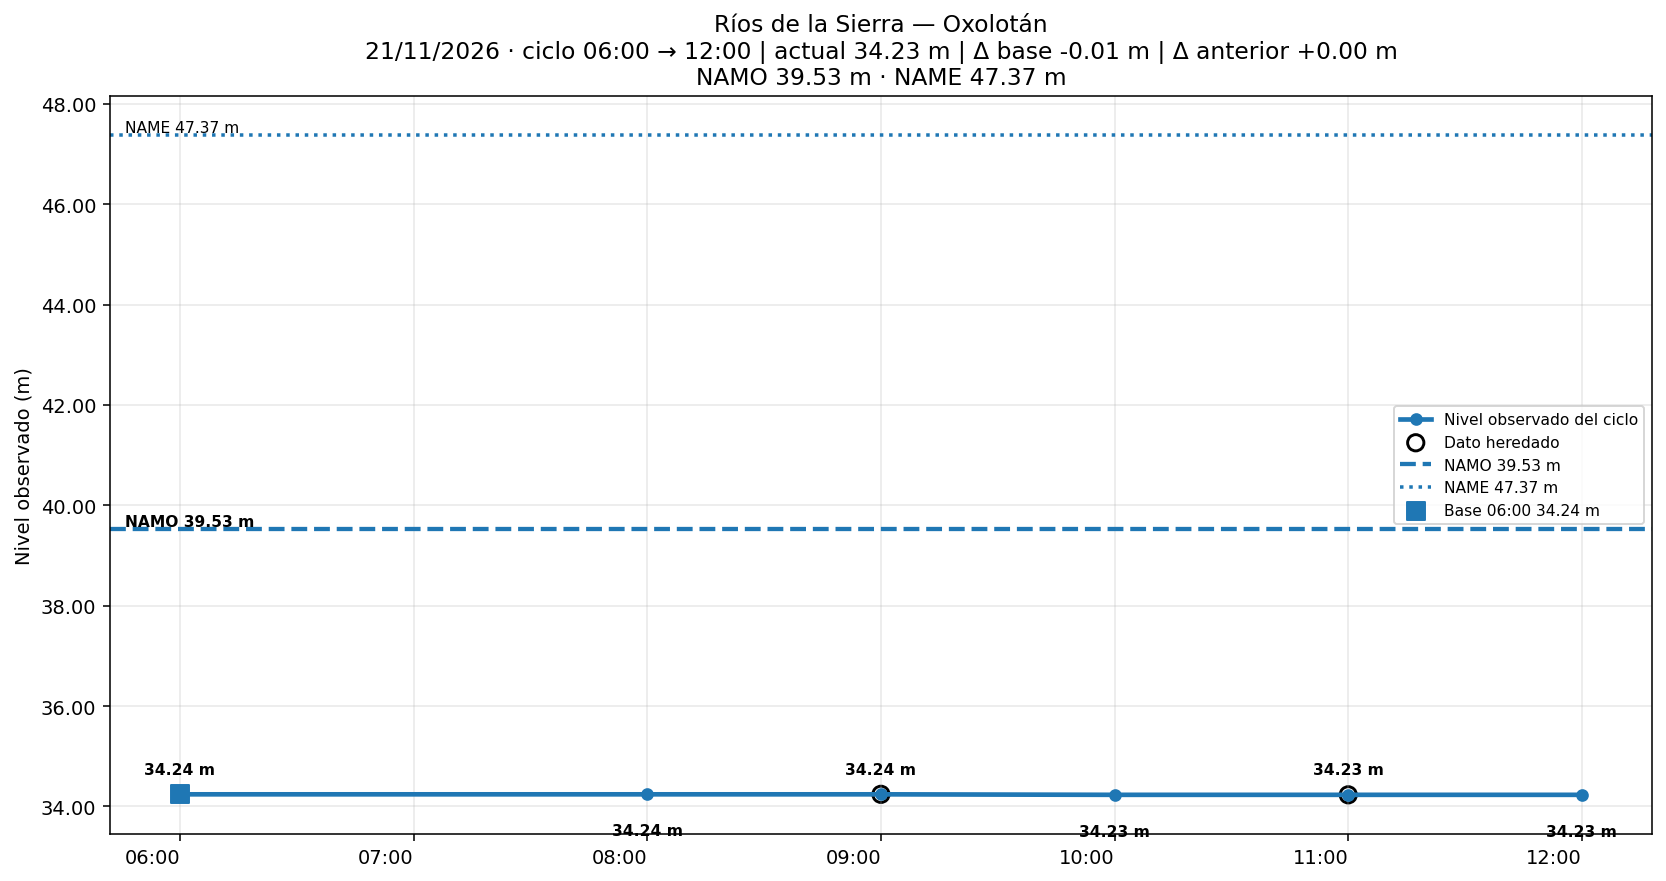 Ríos de la Sierra — Oxolotán
21/11/2026 · ciclo 06:00 → 12:00 | actual 34.23 m | Δ base -0.01 m | Δ anterior +0.00 m
NAMO 39.53 m · NAME 47.37 m
Nivel observado (m)
48.00
46.00
44.00
42.00
40.00
38.00
36.00
34.00
NAME 47.37 m
NAMO 39.53 m
Nivel observado del ciclo
Dato heredado
NAMO 39.53 m
NAME 47.37 m
Base 06:00 34.24 m
34.24 m
34.24 m
34.24 m
34.23 m
34.23 m
34.23 m
06:00
07:00
08:00
09:00
10:00
11:00
12:00